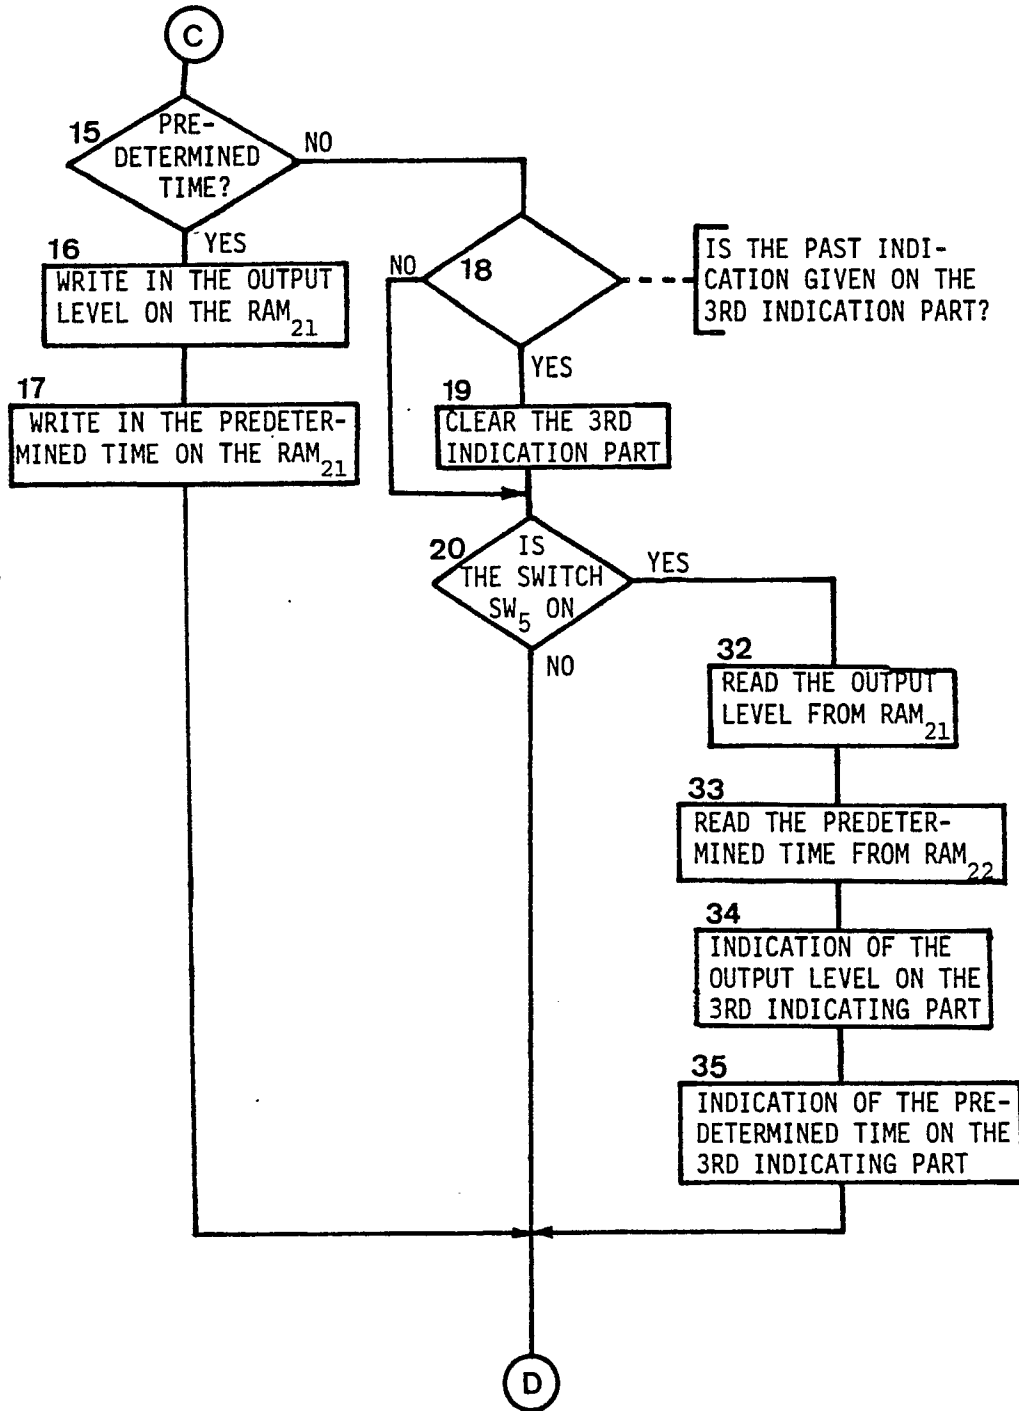 C
15
PRE-
DETERMINED
TIME?
NO
YES
16
WRITE IN THE OUTPUT
LEVEL ON THE RAM21
17
WRITE IN THE PREDETER-
MINED TIME ON THE RAM21
NO
18
IS THE PAST INDI-
CATION GIVEN ON THE
3RD INDICATION PART?
YES
19
CLEAR THE 3RD
INDICATION PART
20
IS
THE SWITCH
SW5 ON
YES
NO
32
READ THE OUTPUT
LEVEL FROM RAM21
33
READ THE PREDETER-
MINED TIME FROM RAM22
34
INDICATION OF THE
OUTPUT LEVEL ON THE
3RD INDICATING PART
35
INDICATION OF THE PRE-
DETERMINED TIME ON THE
3RD INDICATING PART
D